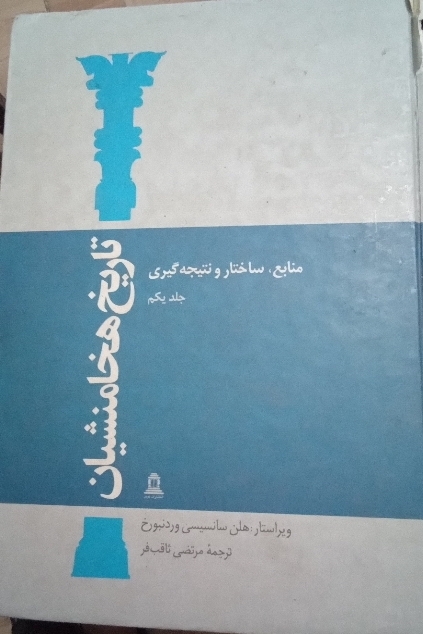 تاریخ هخامنشیان
منابع، ساختار و نتیجه‌گیری
جلد یکم
ویراستار: هلن سانسیسی وردنبورخ
ترجمهٔ مرتضی ثاقب‌فر